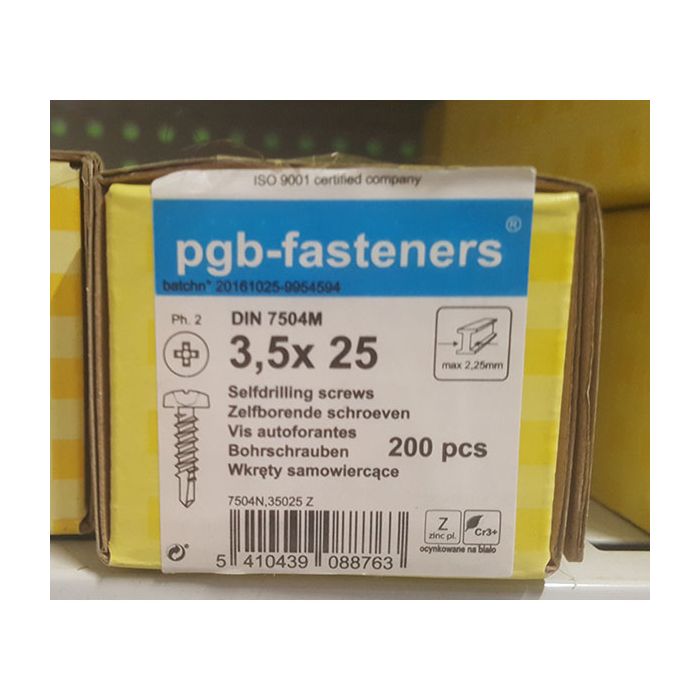 ISO 9001 certified company
pgb-fasteners®
batchn° 20161025-9954594
Ph. 2
DIN 7504M
3,5x 25
max 2,25mm
Selfdrilling screws
Zelfborende schroeven
Vis autoforantes
Bohrschrauben
Wkręty samowiercące
200 pcs
7504N,35025 Z
5 410439 088763
Z
zinc pl.
Cr3+
ocynkowane na biało